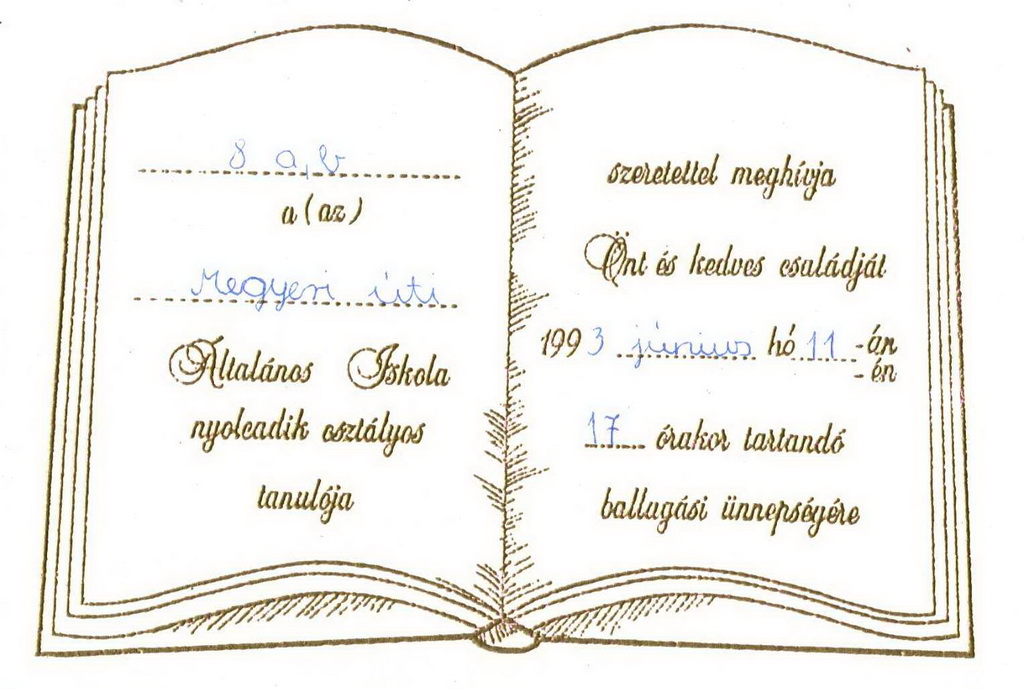 8 a, b
a (az)
Megyeri úti
Általános Iskola
nyolcadik osztályos
tanulója
szeretettel meghívja
Önt és kedves családját
1993 június hó 11 -án
-én
17 órakor tartandó
ballagási ünnepségére